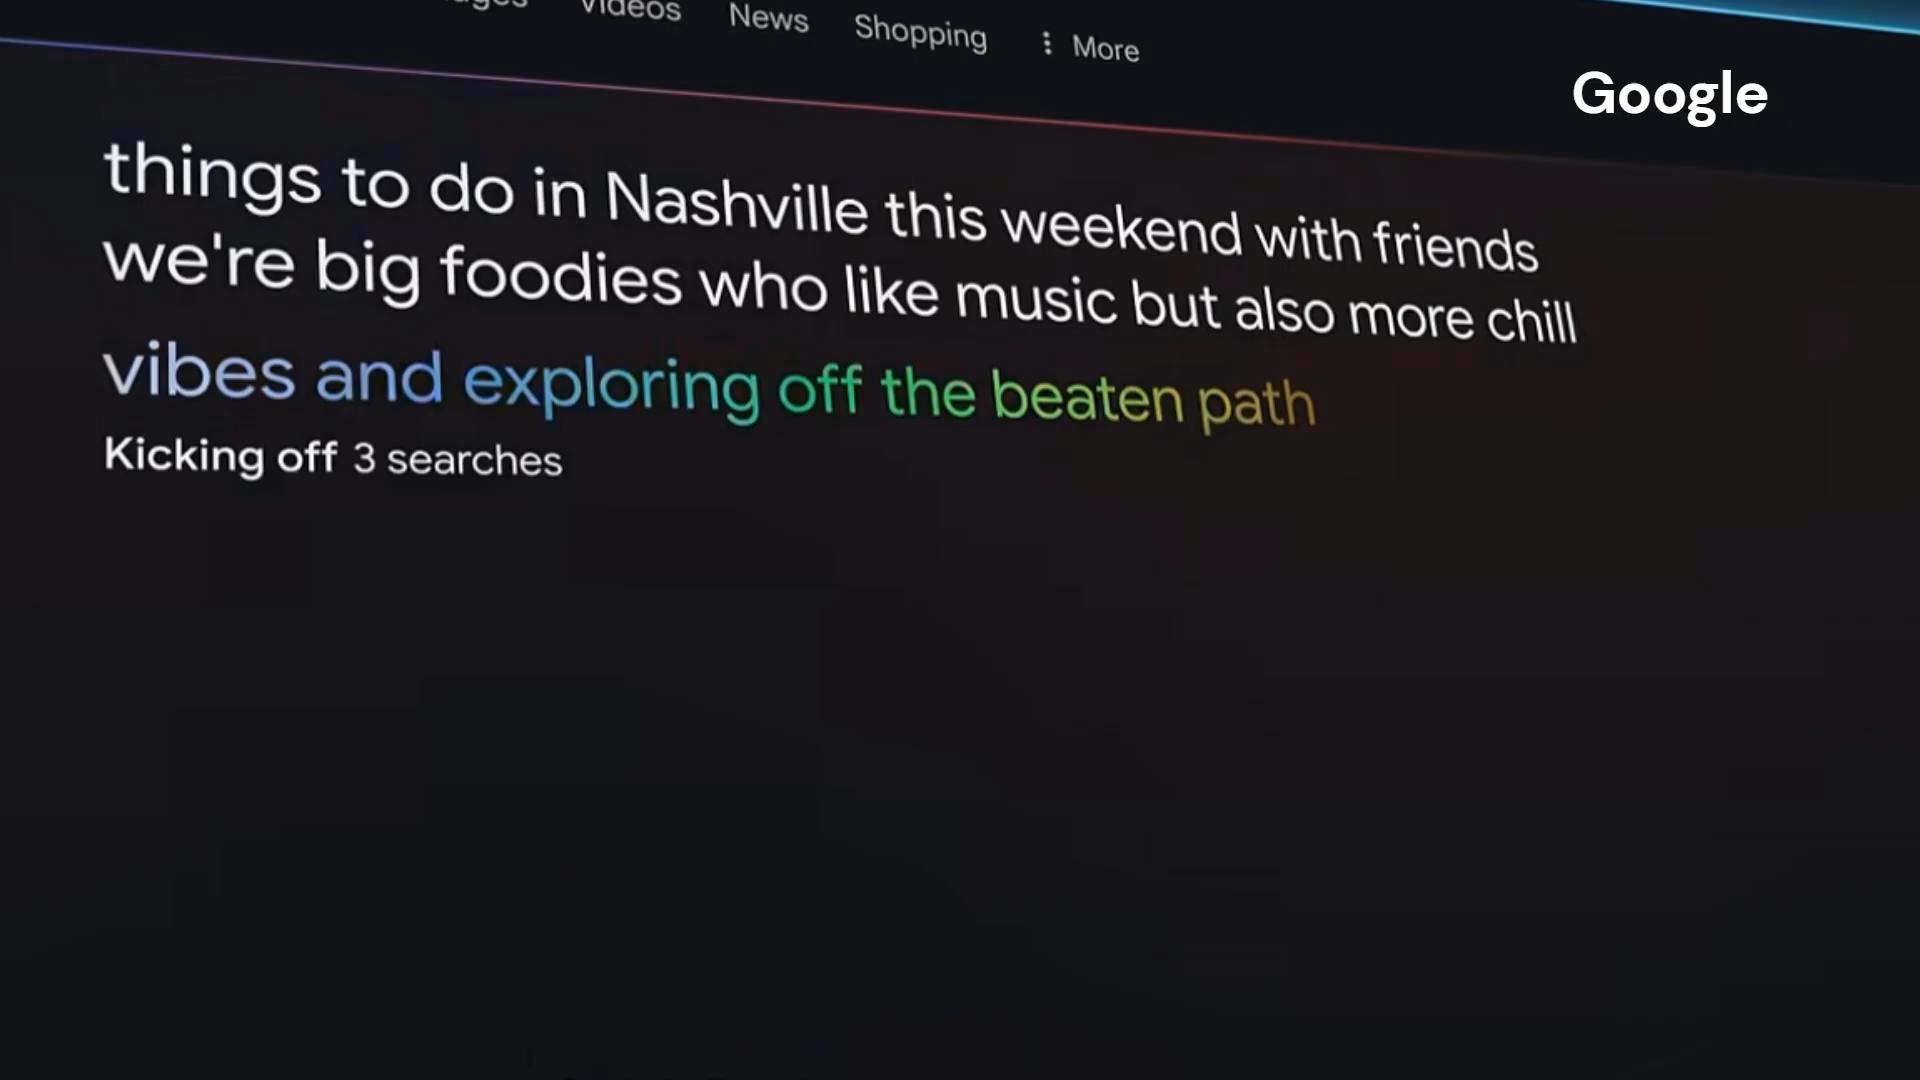 Videos
News
Shopping
More
Google
things to do in Nashville this weekend with friends
we're big foodies who like music but also more chill
vibes and exploring off the beaten path
Kicking off 3 searches